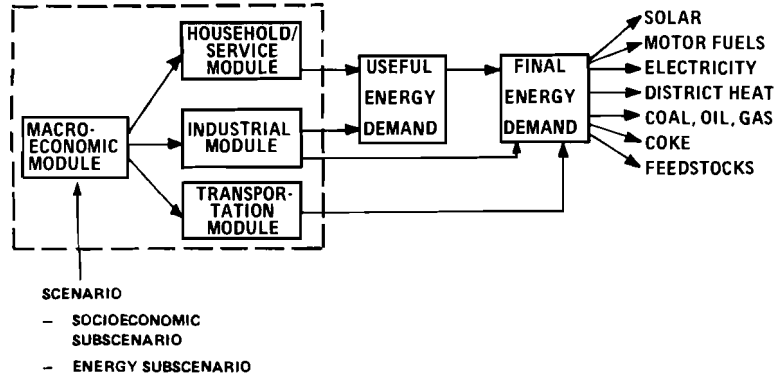 HOUSEHOLD/
SERVICE
MODULE
MACRO-
ECONOMIC
MODULE
INDUSTRIAL
MODULE
TRANSPOR-
TATION
MODULE
USEFUL
ENERGY
DEMAND
FINAL
ENERGY
DEMAND
SOLAR
MOTOR FUELS
ELECTRICITY
DISTRICT HEAT
COAL, OIL, GAS
COKE
FEEDSTOCKS
SCENARIO
– SOCIOECONOMIC
SUBSCENARIO
– ENERGY SUBSCENARIO